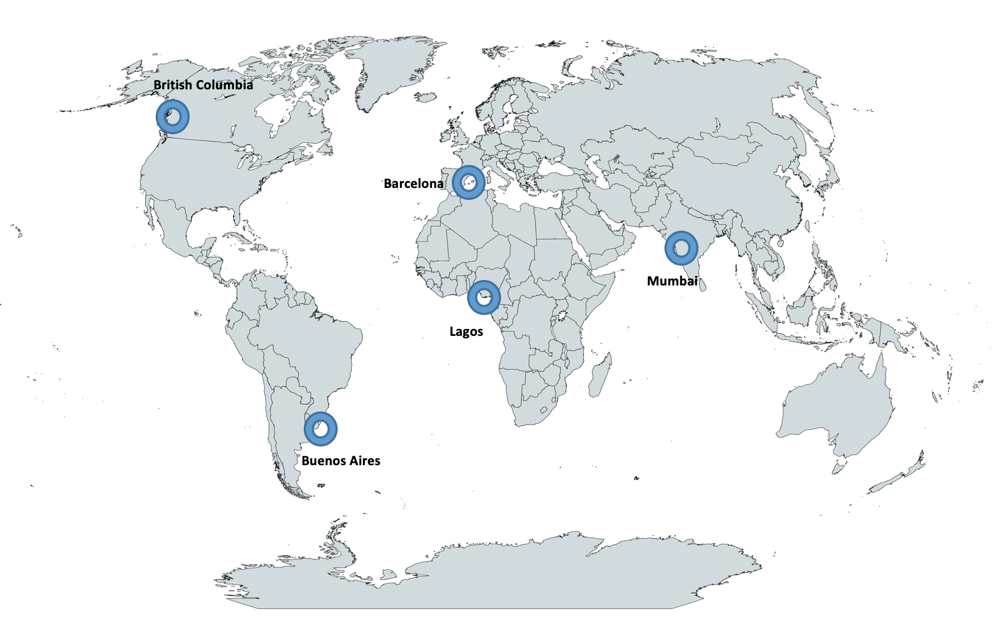 British Columbia
Barcelona
Mumbai
Lagos
Buenos Aires